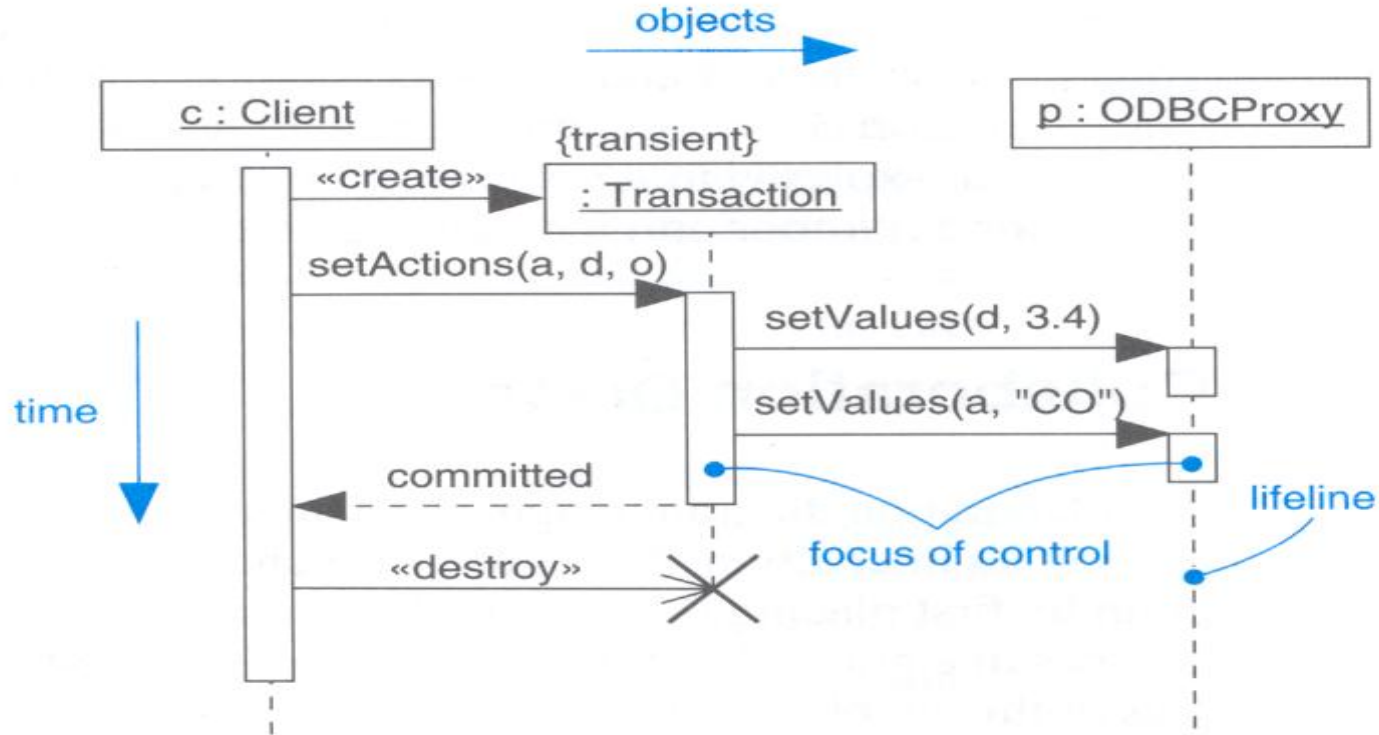 objects
c : Client
p : ODBCProxy
{transient}
«create»
: Transaction
setActions(a, d, o)
setValues(d, 3.4)
time
setValues(a, "CO")
committed
lifeline
focus of control
«destroy»